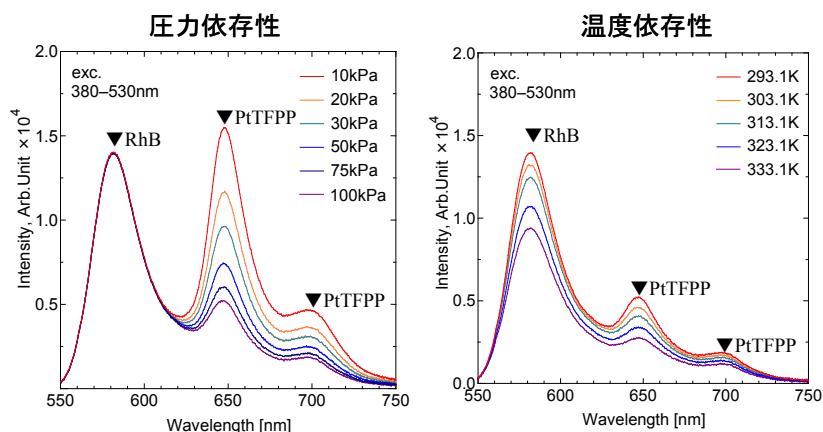 圧力依存性
2.0
1.5
1.0
0.5
Intensity, Arb.Unit ×10⁴
exc.
380–530nm
▼RhB
▼PtTFPP
▼PtTFPP
10kPa
20kPa
30kPa
50kPa
75kPa
100kPa
550 600 650 700 750
Wavelength [nm]
温度依存性
2.0
1.5
1.0
0.5
0.0
Intensity, Arb.Unit ×10⁴
exc.
380–530nm
▼RhB
▼PtTFPP
▼PtTFPP
293.1K
303.1K
313.1K
323.1K
333.1K
550 600 650 700 750
Wavelength [nm]